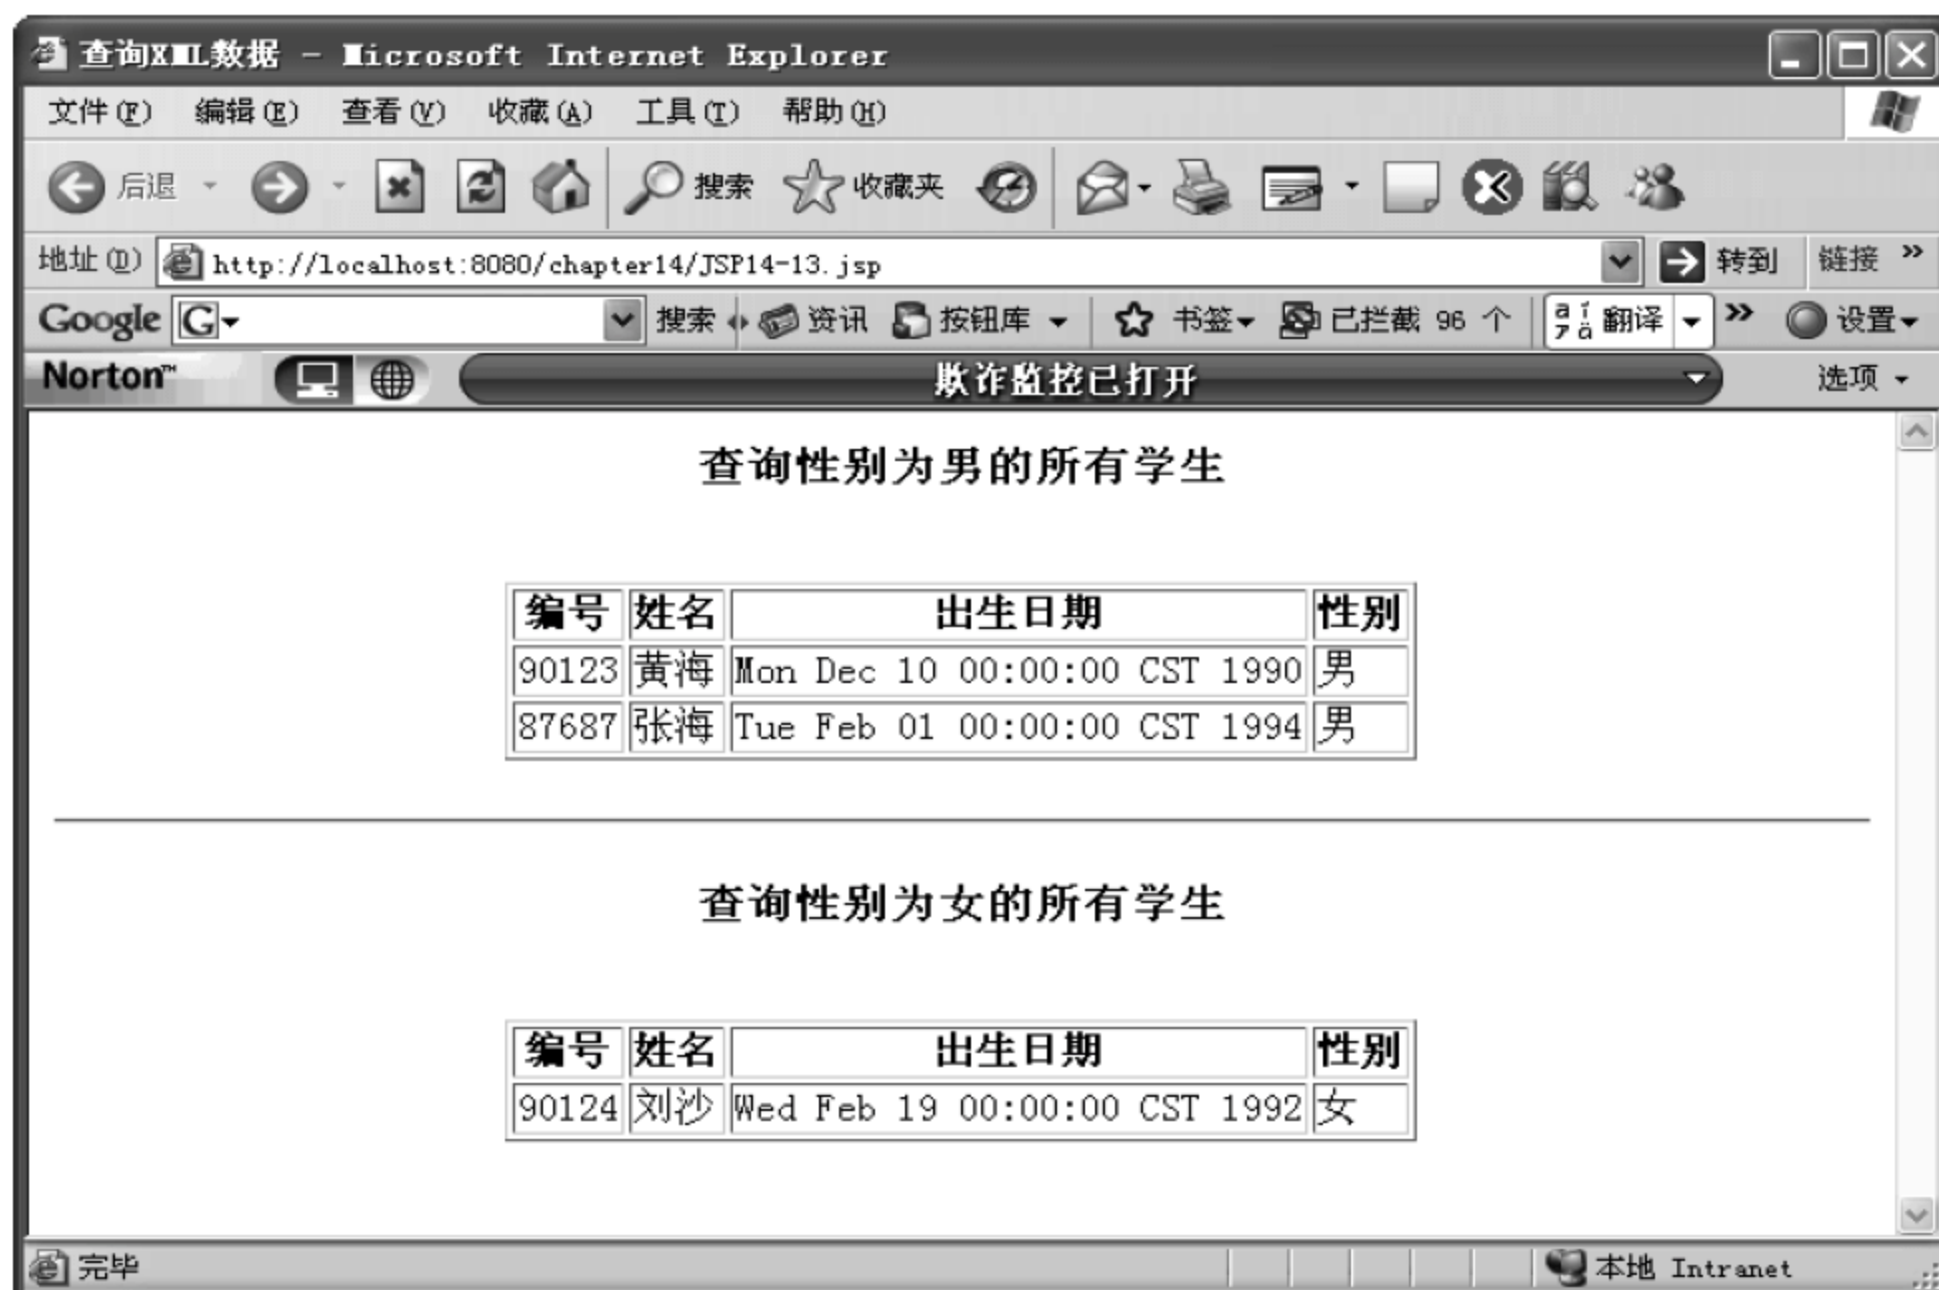 查询XML数据 - Microsoft Internet Explorer
文件(F) 编辑(E) 查看(V) 收藏(A) 工具(T) 帮助(H)
后退 搜索 收藏夹
地址(D) http://localhost:8080/chapter14/JSP14-13.jsp 转到 链接 »
Google G 搜索 资讯 按钮库 书签 已拦截 96 个 翻译 » 设置
Norton™ 欺诈监控已打开 选项
查询性别为男的所有学生
编号 姓名 出生日期 性别
90123 黄海 Mon Dec 10 00:00:00 CST 1990 男
87687 张海 Tue Feb 01 00:00:00 CST 1994 男
查询性别为女的所有学生
编号 姓名 出生日期 性别
90124 刘沙 Wed Feb 19 00:00:00 CST 1992 女
完毕 本地 Intranet